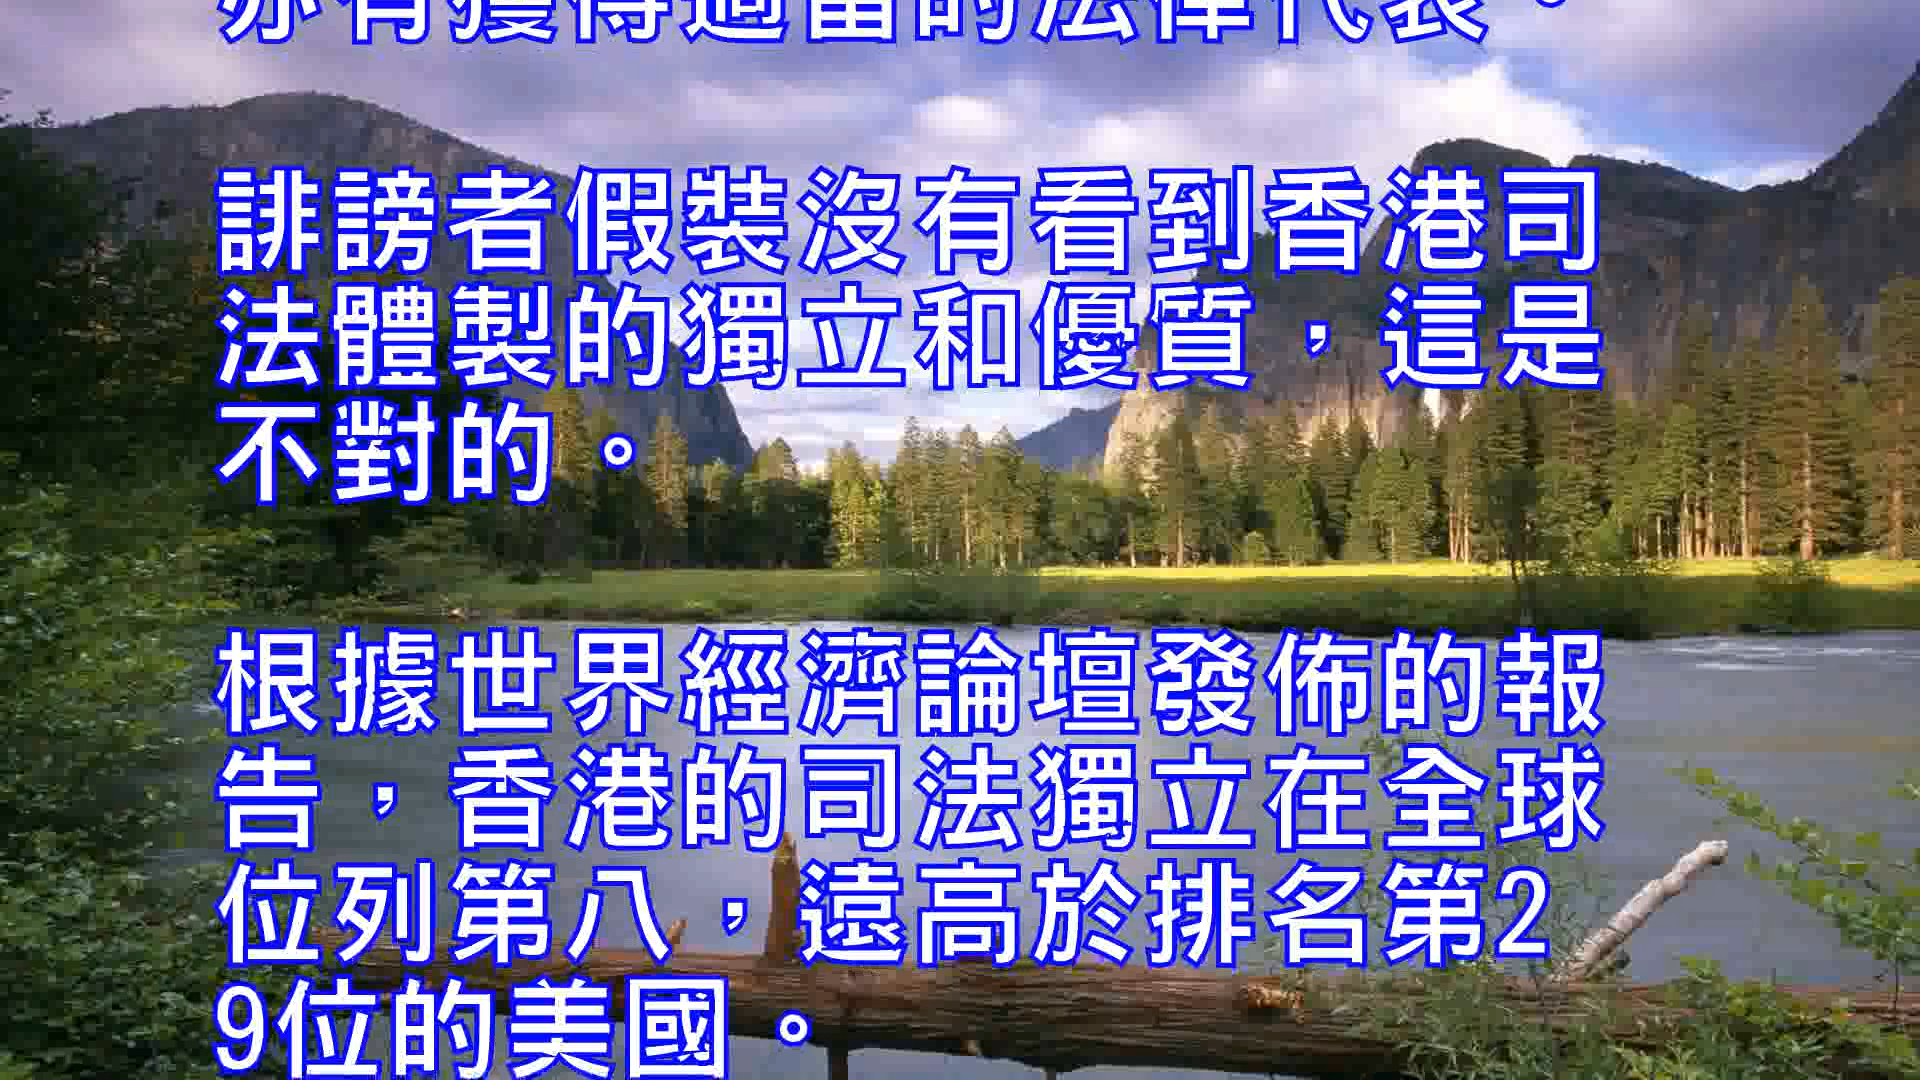 亦有獲得適當的法律代表。
誹謗者假裝沒有看到香港司
法體製的獨立和優質，這是
不對的。
根據世界經濟論壇發佈的報
告，香港的司法獨立在全球
位列第八，遠高於排名第2
9位的美國。